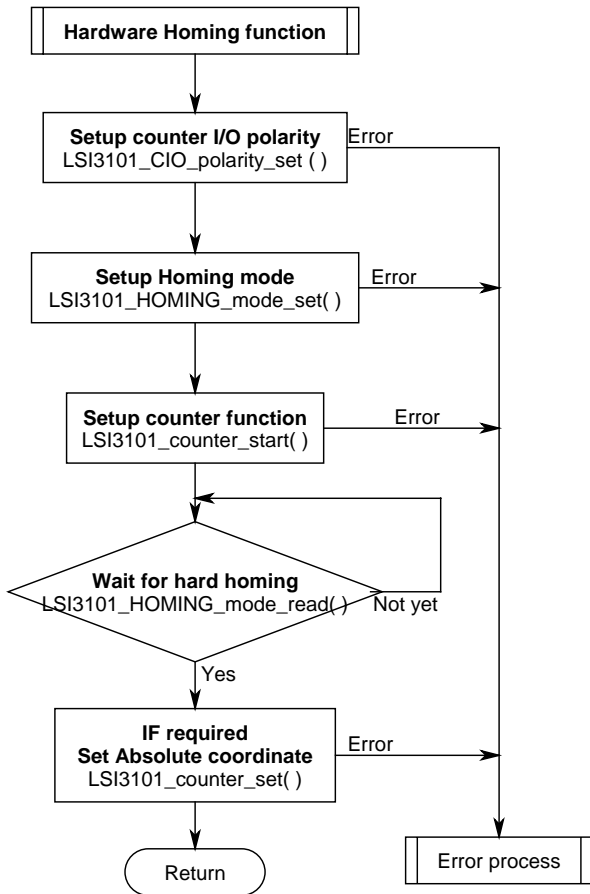 Hardware Homing function
Setup counter I/O polarity
LSI3101_CIO_polarity_set ( )
Error
Setup Homing mode
LSI3101_HOMING_mode_set( )
Error
Setup counter function
LSI3101_counter_start( )
Error
Wait for hard homing
LSI3101_HOMING_mode_read( )
Not yet
Yes
IF required
Set Absolute coordinate
LSI3101_counter_set( )
Error
Return
Error process